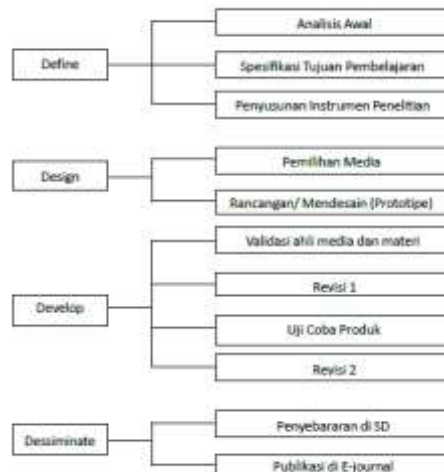 Define
Analisis Awal
Spesifikasi Tujuan Pembelajaran
Penyusunan Instrumen Penelitian
Design
Pemilihan Media
Rancangan/ Mendesain (Prototipe)
Develop
Validasi ahli media dan materi
Revisi 1
Uji Coba Produk
Revisi 2
Dessiminate
Penyebararan di SD
Publikasi di E-journal